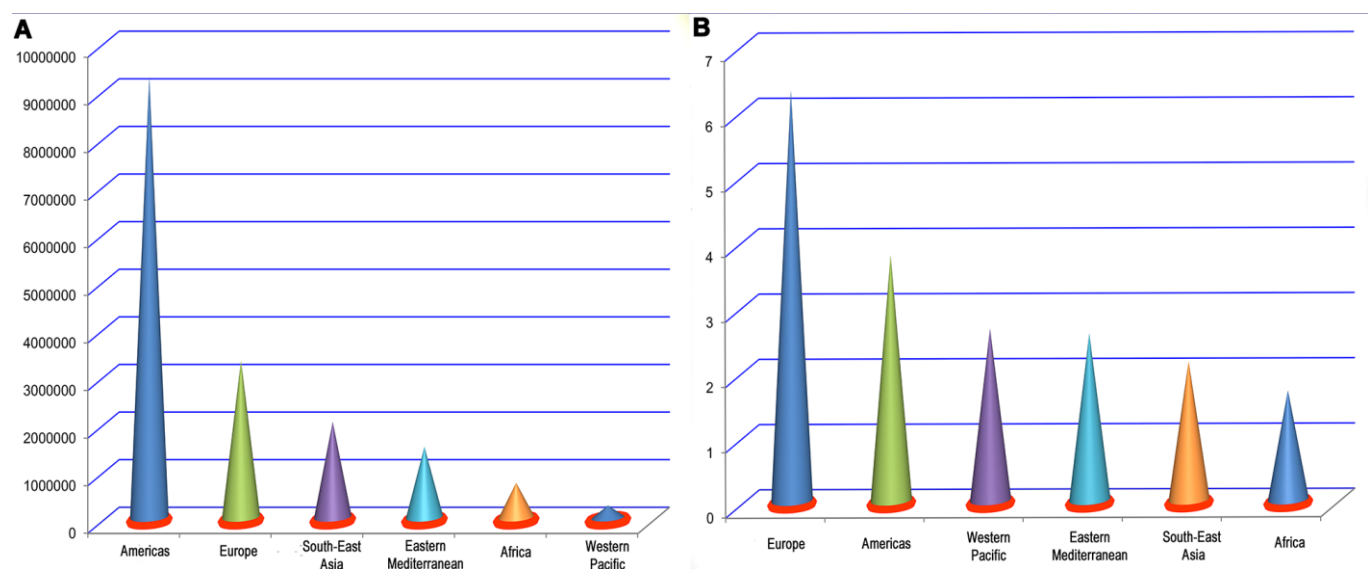 A
10000000
9000000
8000000
7000000
6000000
5000000
4000000
3000000
2000000
1000000
0
Americas
Europe
South-East
Asia
Eastern
Mediterranean
Africa
Western
Pacific
B
7
6
5
4
3
2
1
0
Europe
Americas
Western
Pacific
Eastern
Mediterranean
South-East
Asia
Africa